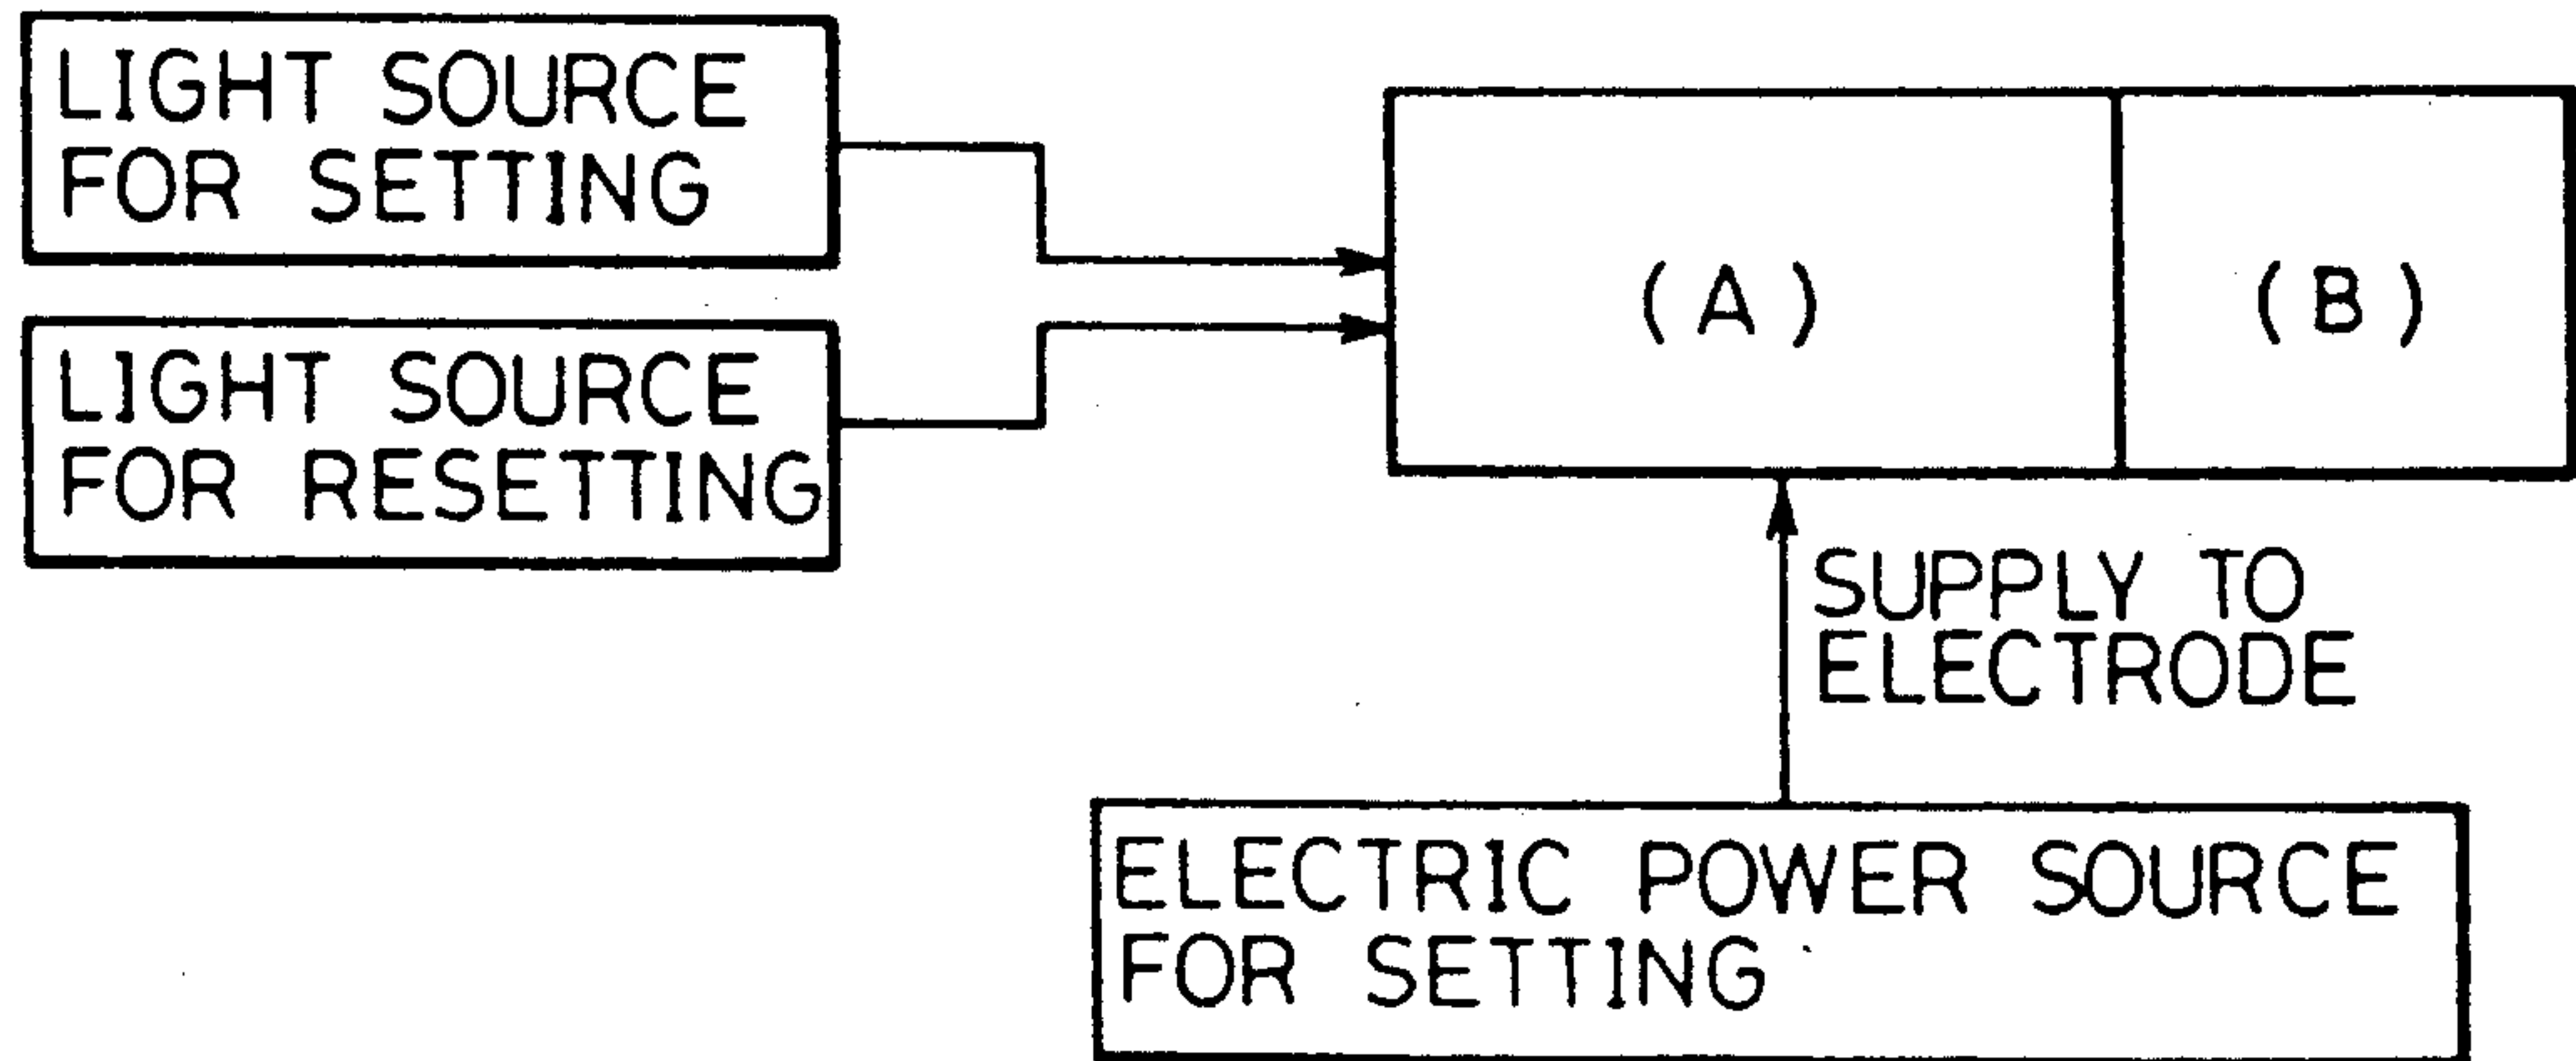 LIGHT SOURCE
FOR SETTING
LIGHT SOURCE
FOR RESETTING
(A)
(B)
SUPPLY TO
ELECTRODE
ELECTRIC POWER SOURCE
FOR SETTING